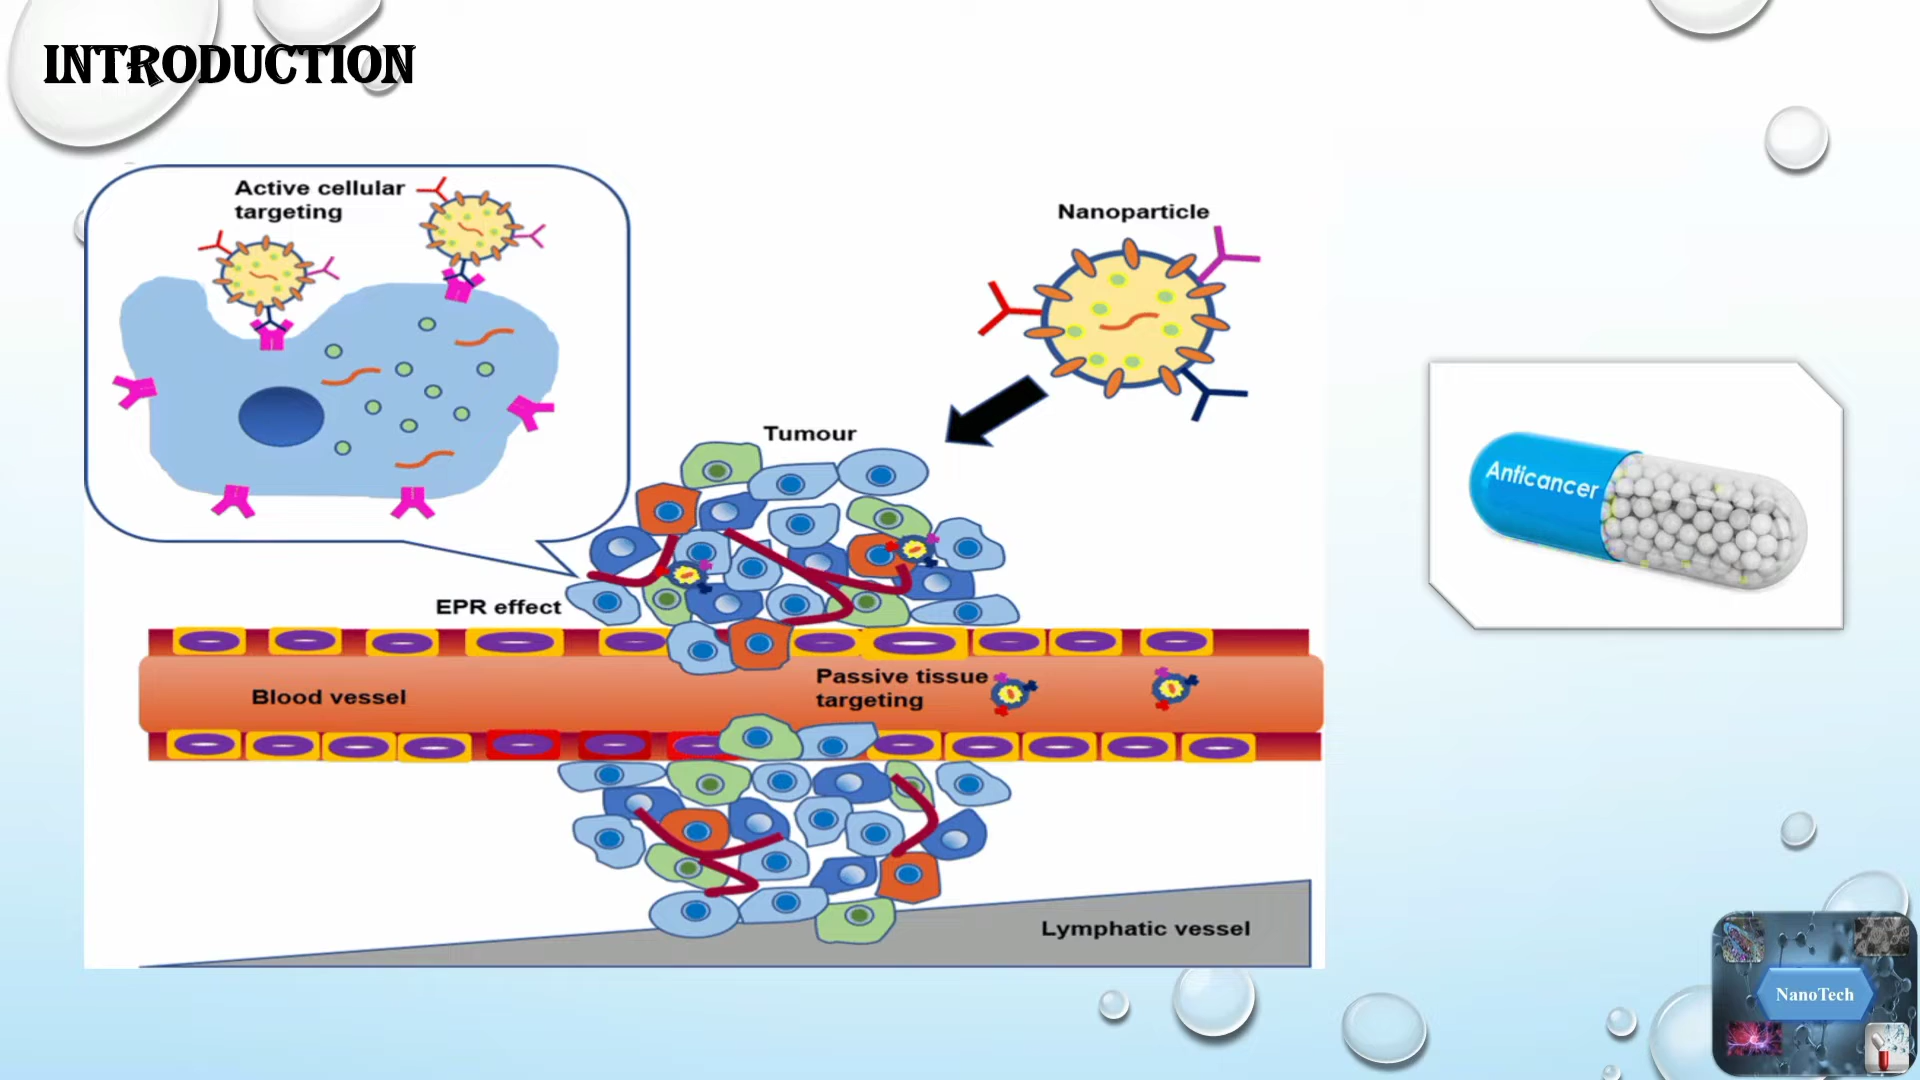 INTRODUCTION
Active cellular
targeting
Nanoparticle
Tumour
Anticancer
EPR effect
Passive tissue
targeting
Blood vessel
Lymphatic vessel
NanoTech